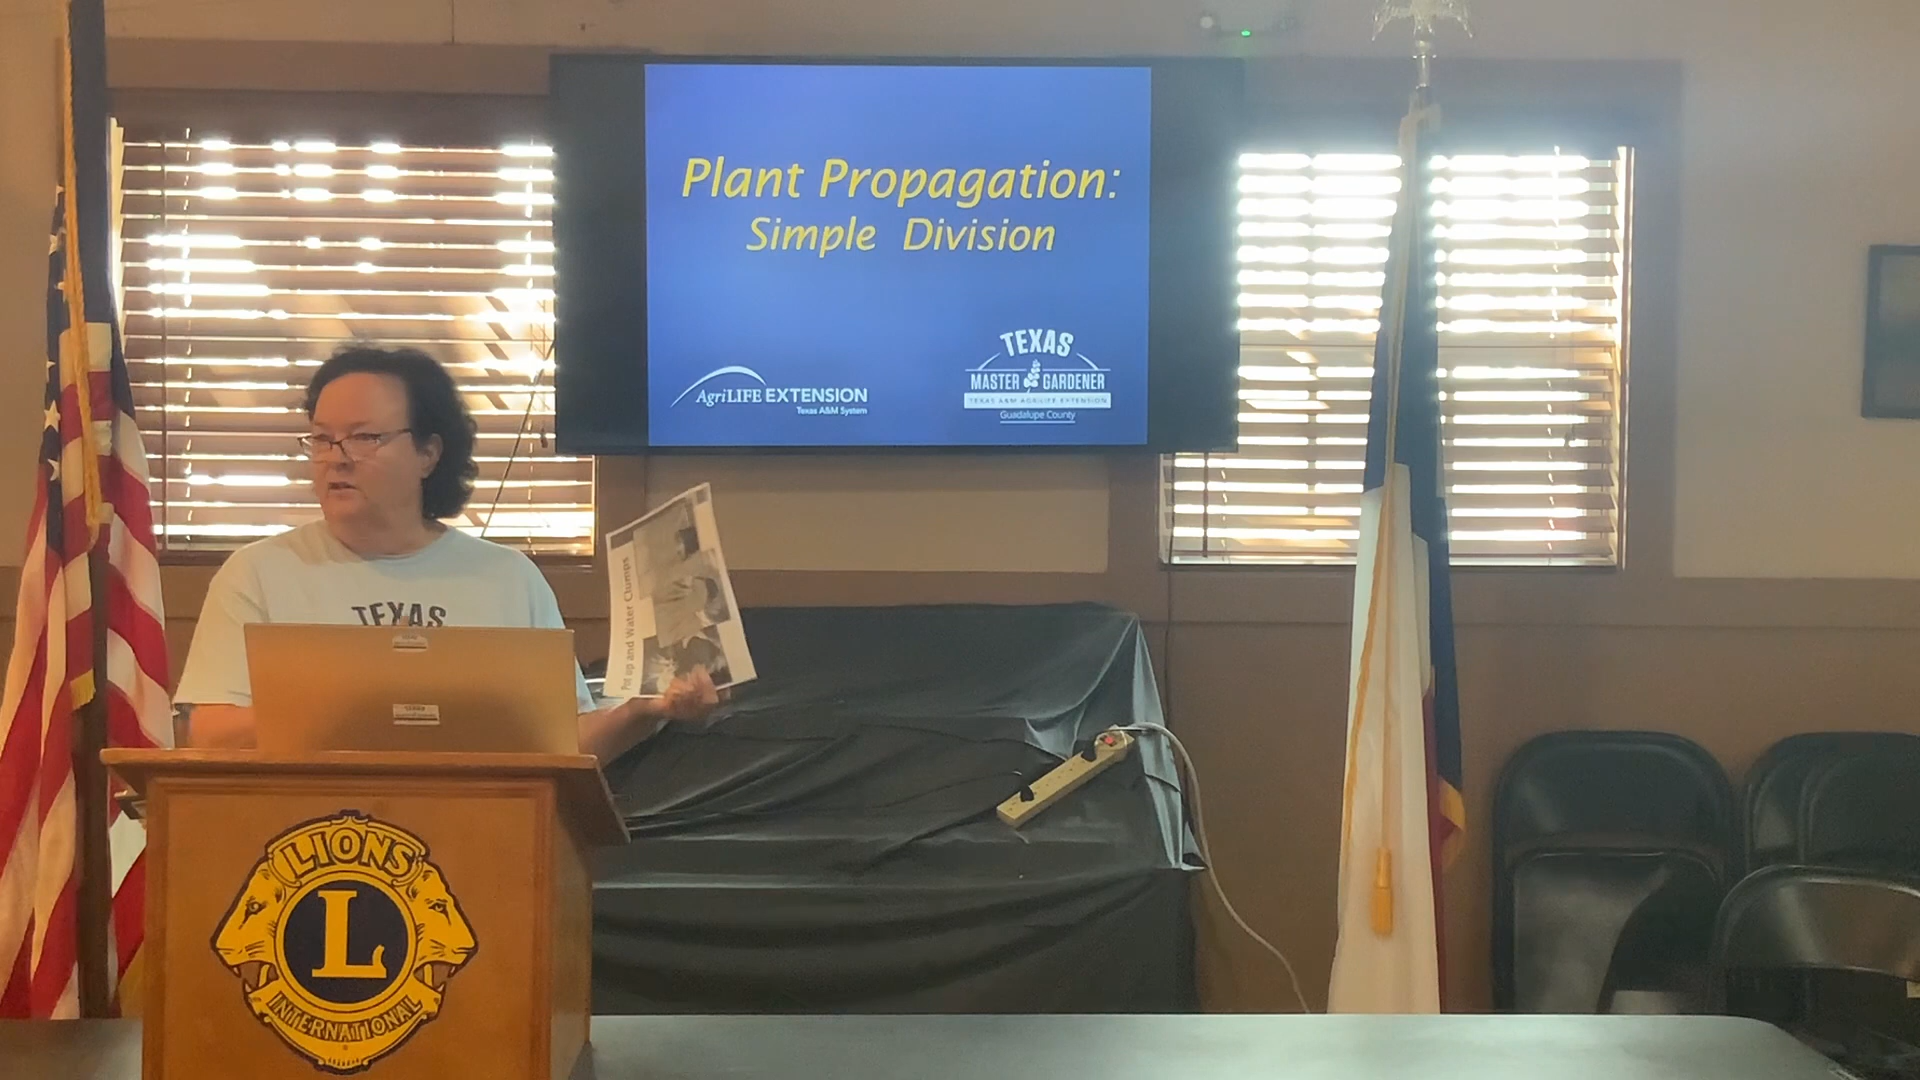 Plant Propagation:
Simple Division
AgriLIFE EXTENSION
Texas A&M System
TEXAS
MASTER GARDENER
TEXAS A&M AGRILIFE EXTENSION
Guadalupe County
Pot up and Water Clumps
TEXAS
LIONS
L
INTERNATIONAL